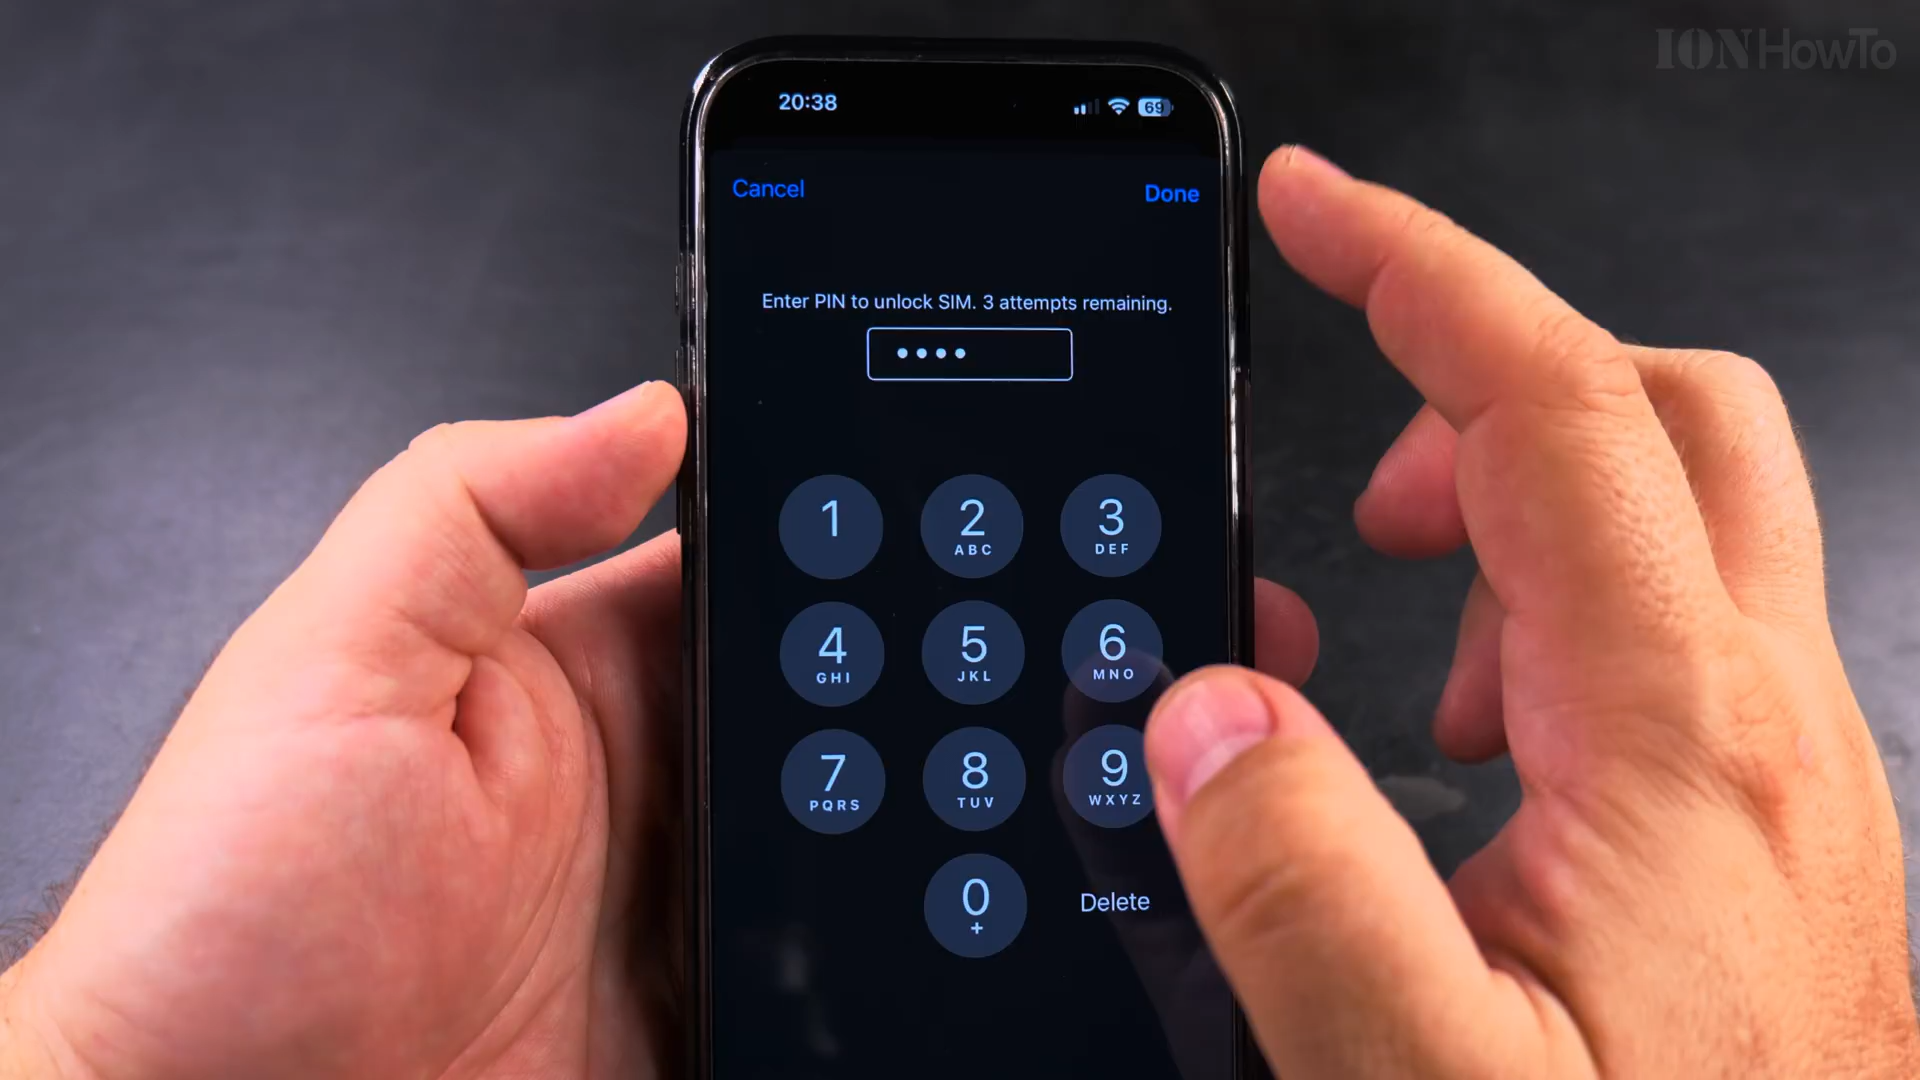 IONHowTo
20:38
69
Cancel
Done
Enter PIN to unlock SIM. 3 attempts remaining.
1
2
ABC
3
DEF
4
GHI
5
JKL
6
MNO
7
PQRS
8
TUV
9
WXYZ
0
+
Delete